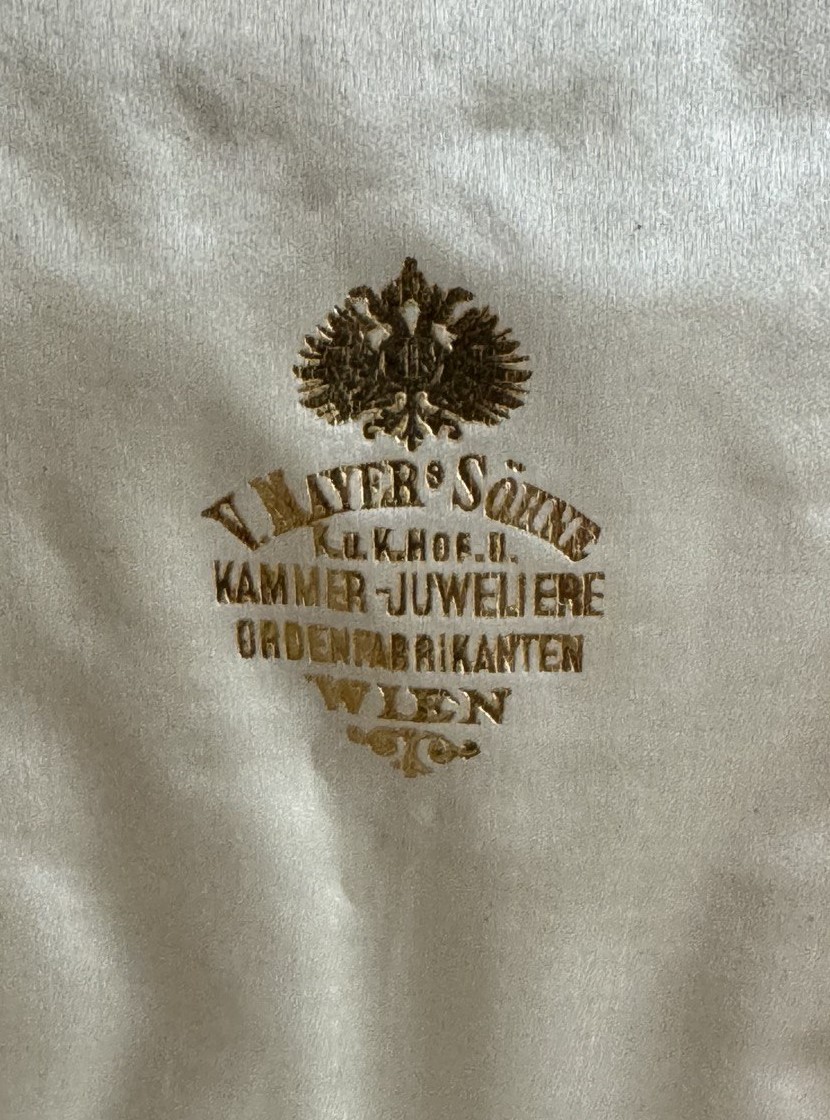 V. MAYER'S SÖHNE
K. U. K. HOF. U.
KAMMER-JUWELIERE
ORDENFABRIKANTEN
WIEN